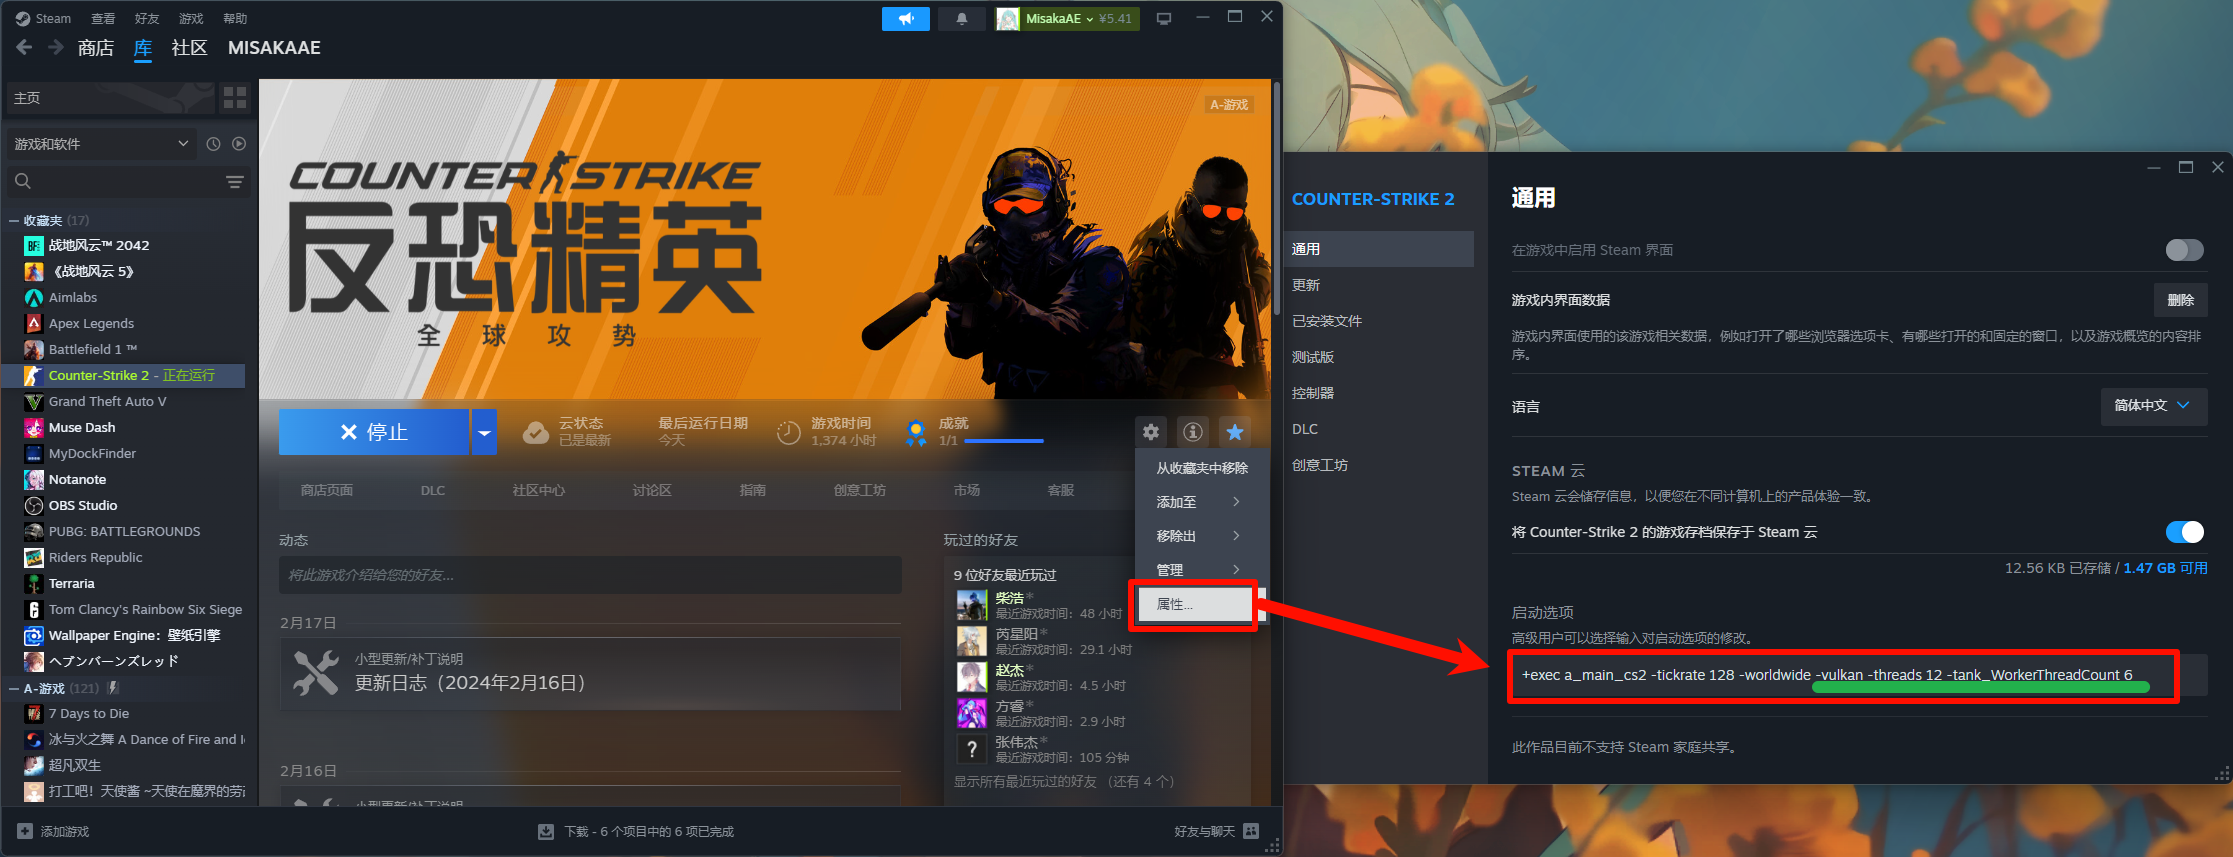 Steam 查看 好友 游戏 帮助
MisakaAE ¥5.41
商店 库 社区 MISAKAAE
主页
游戏和软件
收藏夹 (17)
战地风云™ 2042
《战地风云 5》
Aimlabs
Apex Legends
Battlefield 1 ™
Counter-Strike 2 - 正在运行
Grand Theft Auto V
Muse Dash
MyDockFinder
Notanote
OBS Studio
PUBG: BATTLEGROUNDS
Riders Republic
Terraria
Tom Clancy's Rainbow Six Siege
Wallpaper Engine：壁纸引擎
ヘブンバーンズレッド
A-游戏 (121)
7 Days to Die
冰与火之舞 A Dance of Fire and I
超凡双生
打工吧！天使酱 ~天使在魔界的劳
添加游戏
A-游戏
COUNTER STRIKE
反恐精英
全球攻势
停止
云状态
已是最新
最后运行日期
今天
游戏时间
1,374 小时
成就
1/1
商店页面 DLC 社区中心 讨论区 指南 创意工坊 市场 客服
从收藏夹中移除
添加至
移除出
管理
属性...
动态
将此游戏介绍给您的好友...
2月17日
小型更新/补丁说明
更新日志（2024年2月16日）
2月16日
小型更新/补丁说明
玩过的好友
9 位好友最近玩过
柴浩*
最近游戏时间：48 小时
芮星阳*
最近游戏时间：29.1 小时
赵杰*
最近游戏时间：4.5 小时
方睿*
最近游戏时间：2.9 小时
张伟杰*
最近游戏时间：105 分钟
显示所有最近玩过的好友 （还有 4 个）
下载 - 6 个项目中的 6 项已完成
好友与聊天
COUNTER-STRIKE 2
通用
更新
已安装文件
测试版
控制器
DLC
创意工坊
通用
在游戏中启用 Steam 界面
游戏内界面数据
删除
游戏内界面使用的该游戏相关数据，例如打开了哪些浏览器选项卡、有哪些打开的和固定的窗口，以及游戏概览的内容排
序。
语言
简体中文
STEAM 云
Steam 云会储存信息，以便您在不同计算机上的产品体验一致。
将 Counter-Strike 2 的游戏存档保存于 Steam 云
12.56 KB 已存储 / 1.47 GB 可用
启动选项
高级用户可以选择输入对启动选项的修改。
+exec a_main_cs2 -tickrate 128 -worldwide -vulkan -threads 12 -tank_WorkerThreadCount 6
此作品目前不支持 Steam 家庭共享。